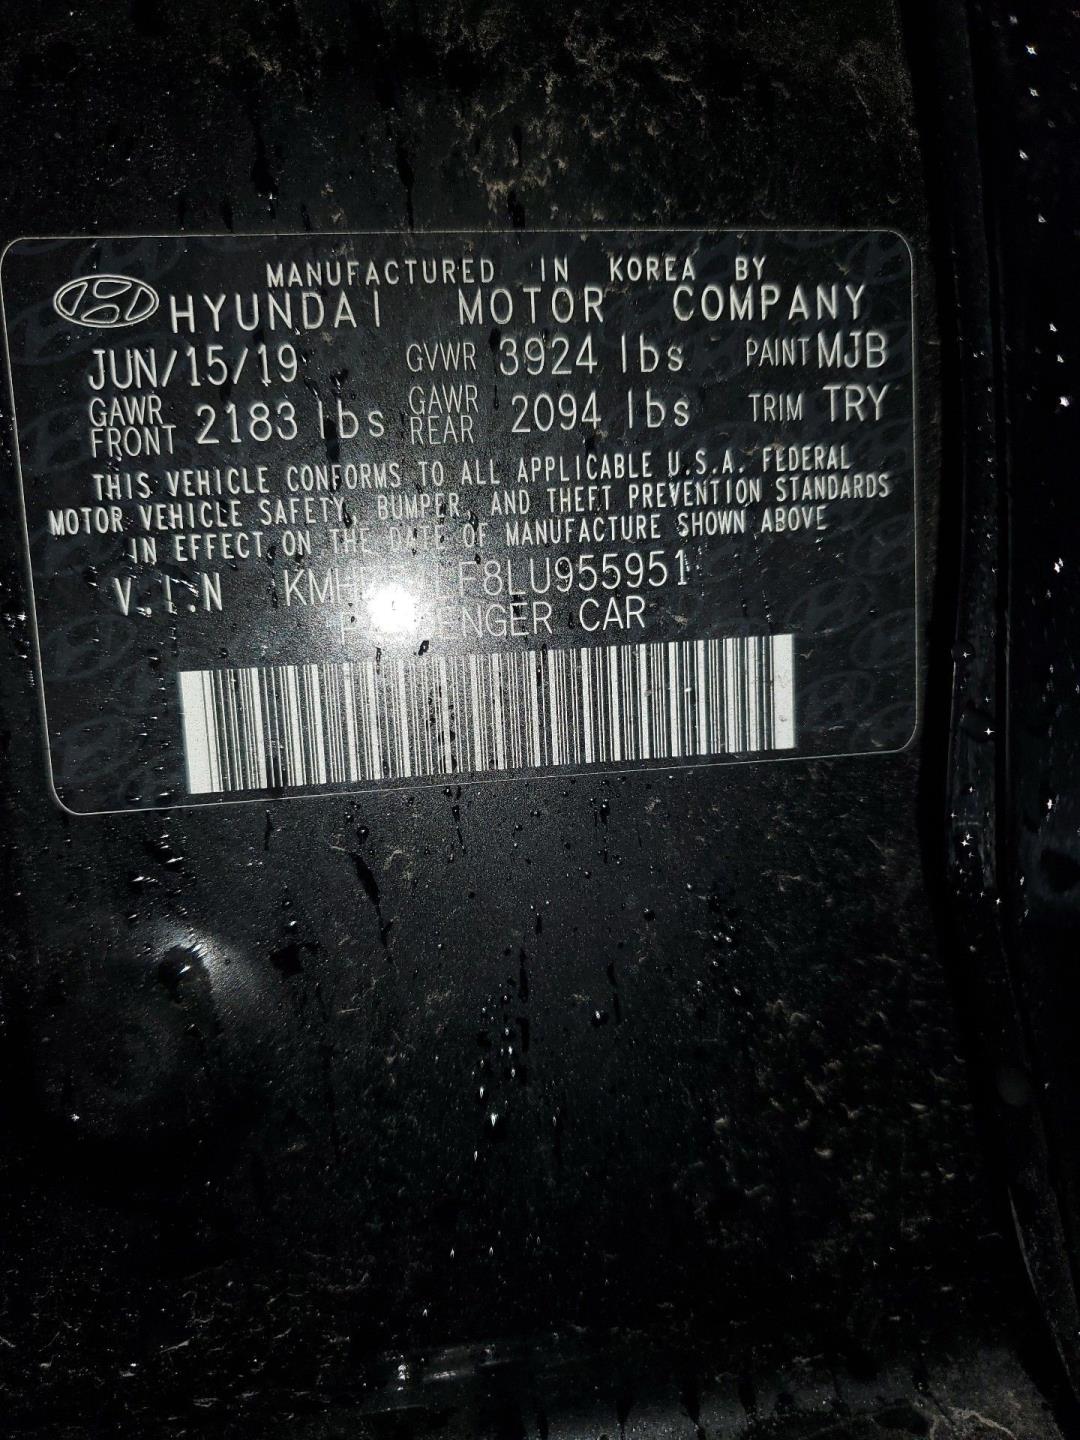 MANUFACTURED IN KOREA BY
HYUNDAI MOTOR COMPANY
JUN/15/19 GVWR 3924 lbs PAINT MJB
GAWR FRONT 2183 lbs GAWR REAR 2094 lbs TRIM TRY
THIS VEHICLE CONFORMS TO ALL APPLICABLE U.S.A. FEDERAL
MOTOR VEHICLE SAFETY, BUMPER, AND THEFT PREVENTION STANDARDS
IN EFFECT ON THE DATE OF MANUFACTURE SHOWN ABOVE
V.I.N
PASSENGER CAR